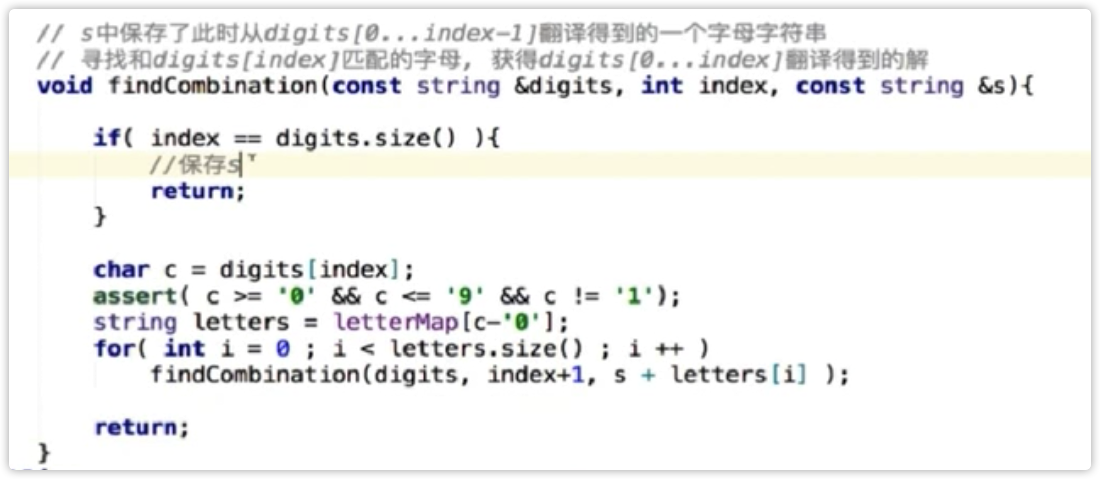 // s中保存了此时从digits[0...index-1]翻译得到的一个字母字符串
// 寻找和digits[index]匹配的字母, 获得digits[0...index]翻译得到的解
void findCombination(const string &digits, int index, const string &s){
if( index == digits.size() ){
//保存s
return;
}
char c = digits[index];
assert( c >= '0' && c <= '9' && c != '1');
string letters = letterMap[c-'0'];
for( int i = 0 ; i < letters.size() ; i ++ )
findCombination(digits, index+1, s + letters[i] );
return;
}